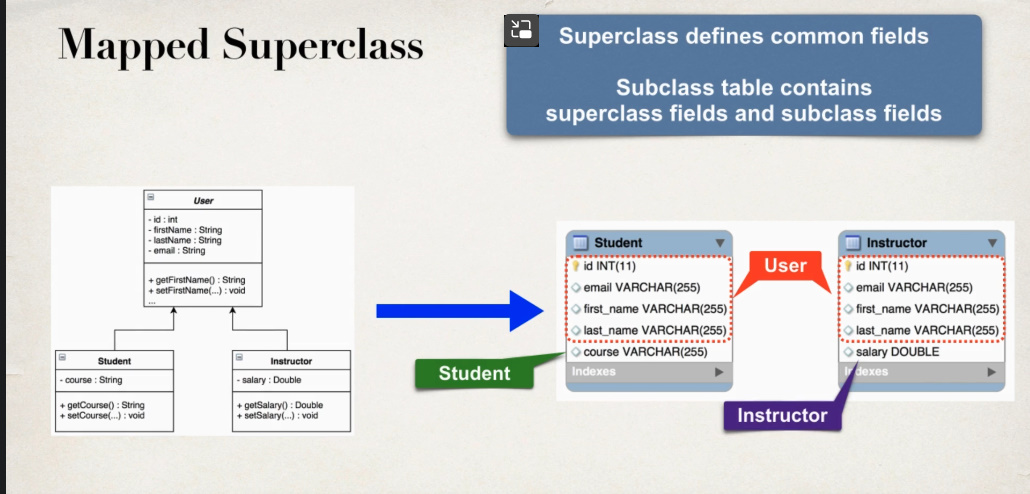 Mapped Superclass
Superclass defines common fields
Subclass table contains
superclass fields and subclass fields
User
- id : int
- firstName : String
- lastName : String
- email : String
+ getFirstName() : String
+ setFirstName(...) : void
...
Student
- course : String
+ getCourse() : String
+ setCourse(...) : void
Instructor
- salary : Double
+ getSalary() : Double
+ setSalary(...) : void
Student
id INT(11)
email VARCHAR(255)
first_name VARCHAR(255)
last_name VARCHAR(255)
course VARCHAR(255)
Indexes
User
Student
Instructor
id INT(11)
email VARCHAR(255)
first_name VARCHAR(255)
last_name VARCHAR(255)
salary DOUBLE
Indexes
Instructor